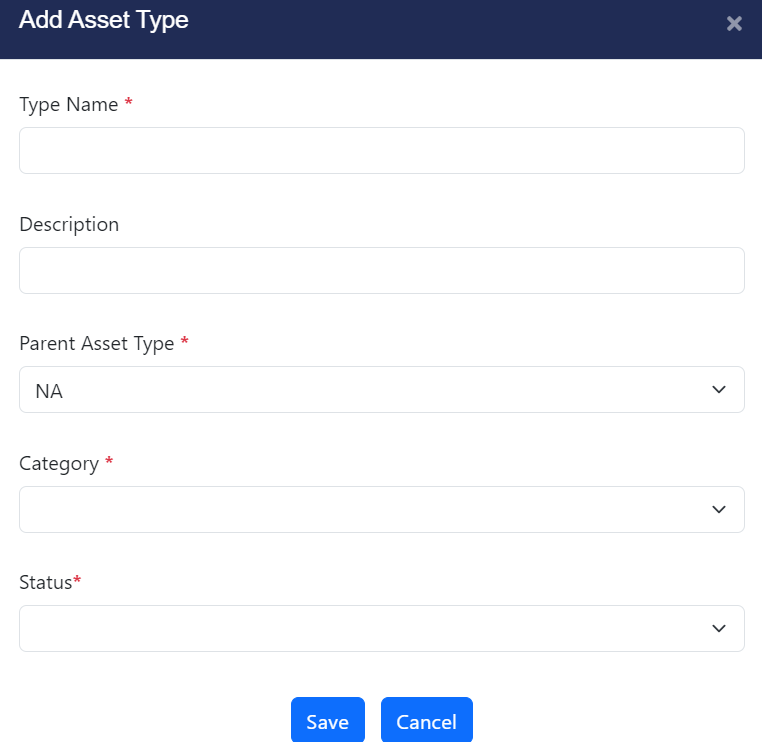 Add Asset Type
Type Name *
Description
Parent Asset Type *
NA
Category *
Status*
Save Cancel